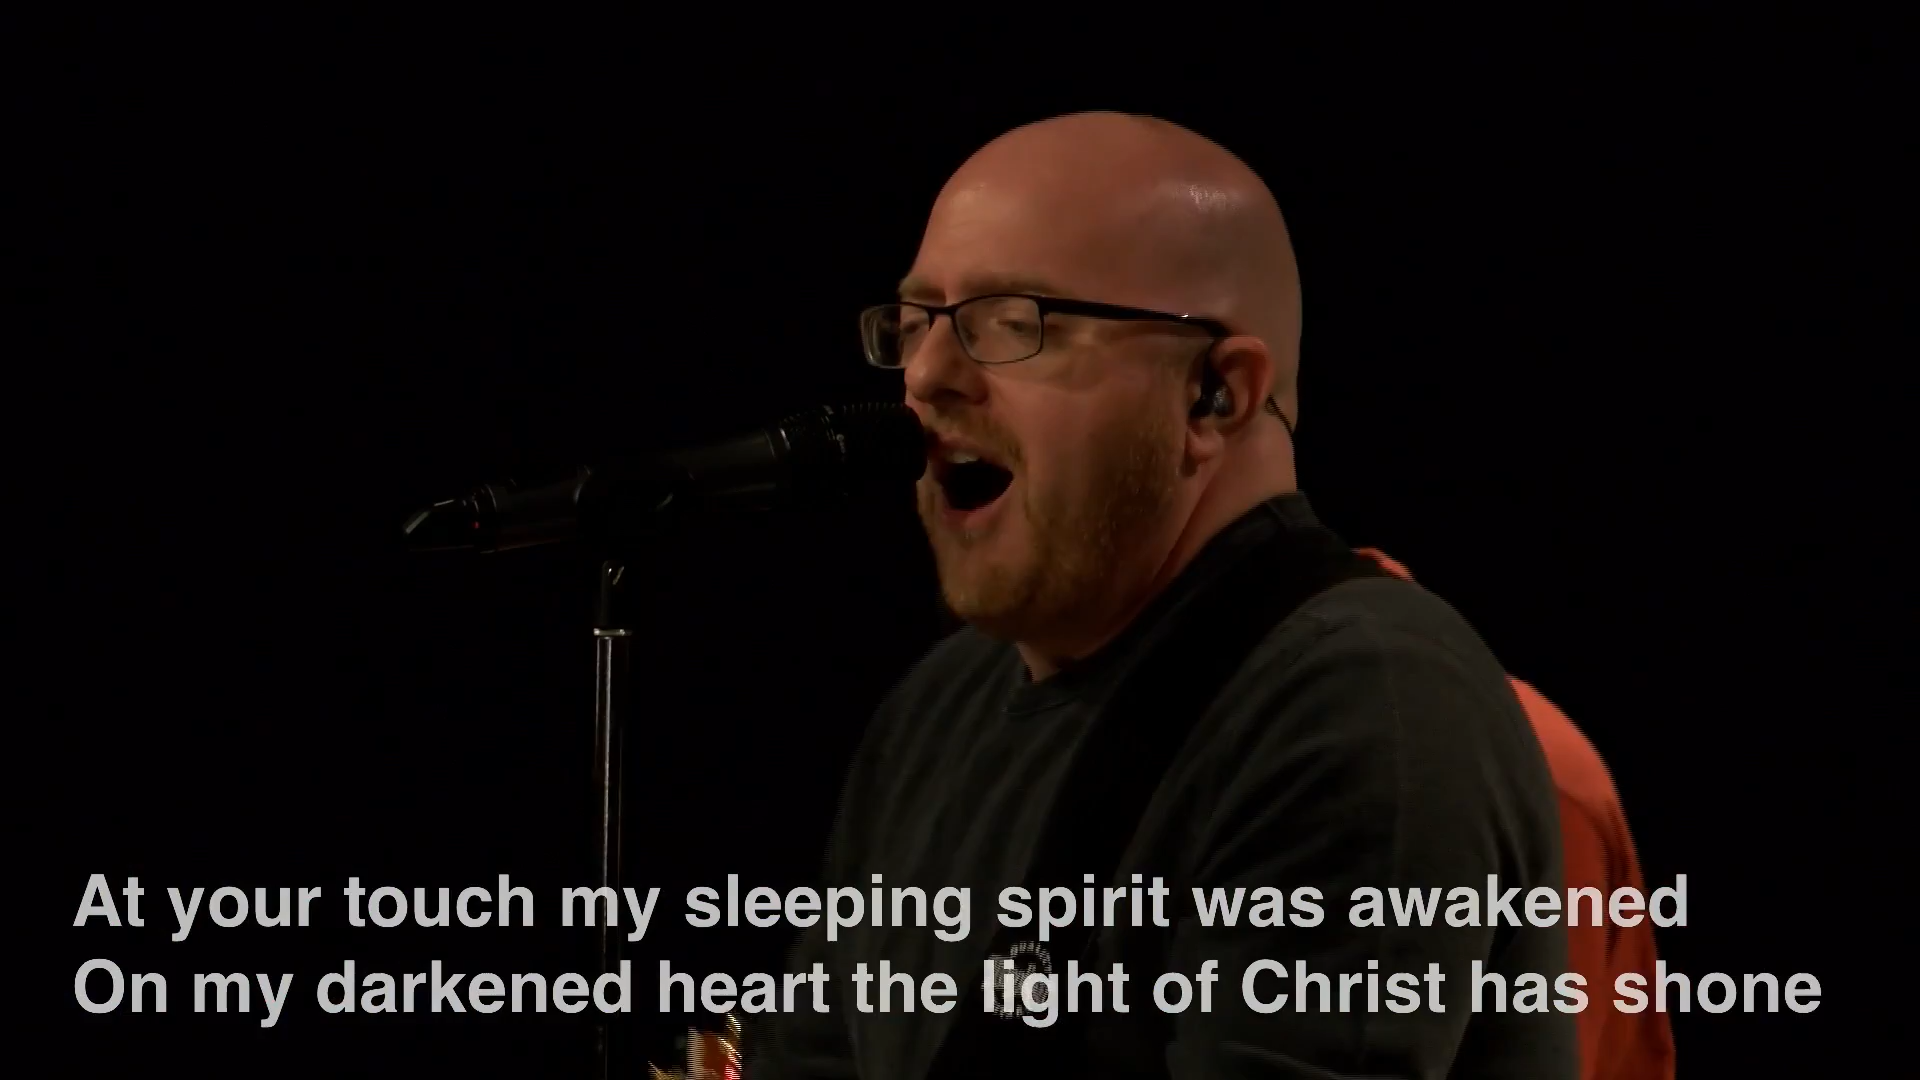 At your touch my sleeping spirit was awakened
On my darkened heart the light of Christ has shone